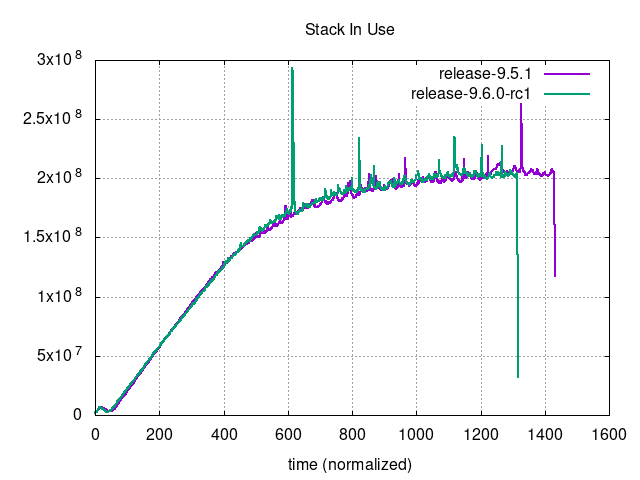 Stack In Use
3x10^8
2.5x10^8
2x10^8
1.5x10^8
1x10^8
5x10^7
0
release-9.5.1
release-9.6.0-rc1
0 200 400 600 800 1000 1200 1400 1600
time (normalized)